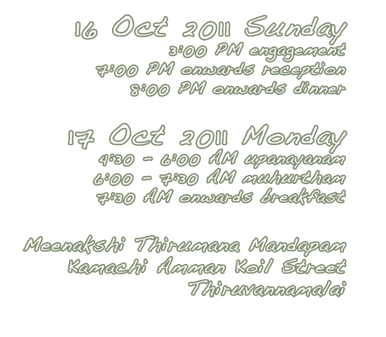 16 Oct 2011 Sunday
3:00 PM engagement
7:00 PM onwards reception
8:00 PM onwards dinner
17 Oct 2011 Monday
4:30 - 6:00 AM upanayanam
6:00 - 7:30 AM muhurtham
7:30 AM onwards breakfast
Meenakshi Thirumana Mandapam
Kamachi Amman Koil Street
Thiruvannamalai